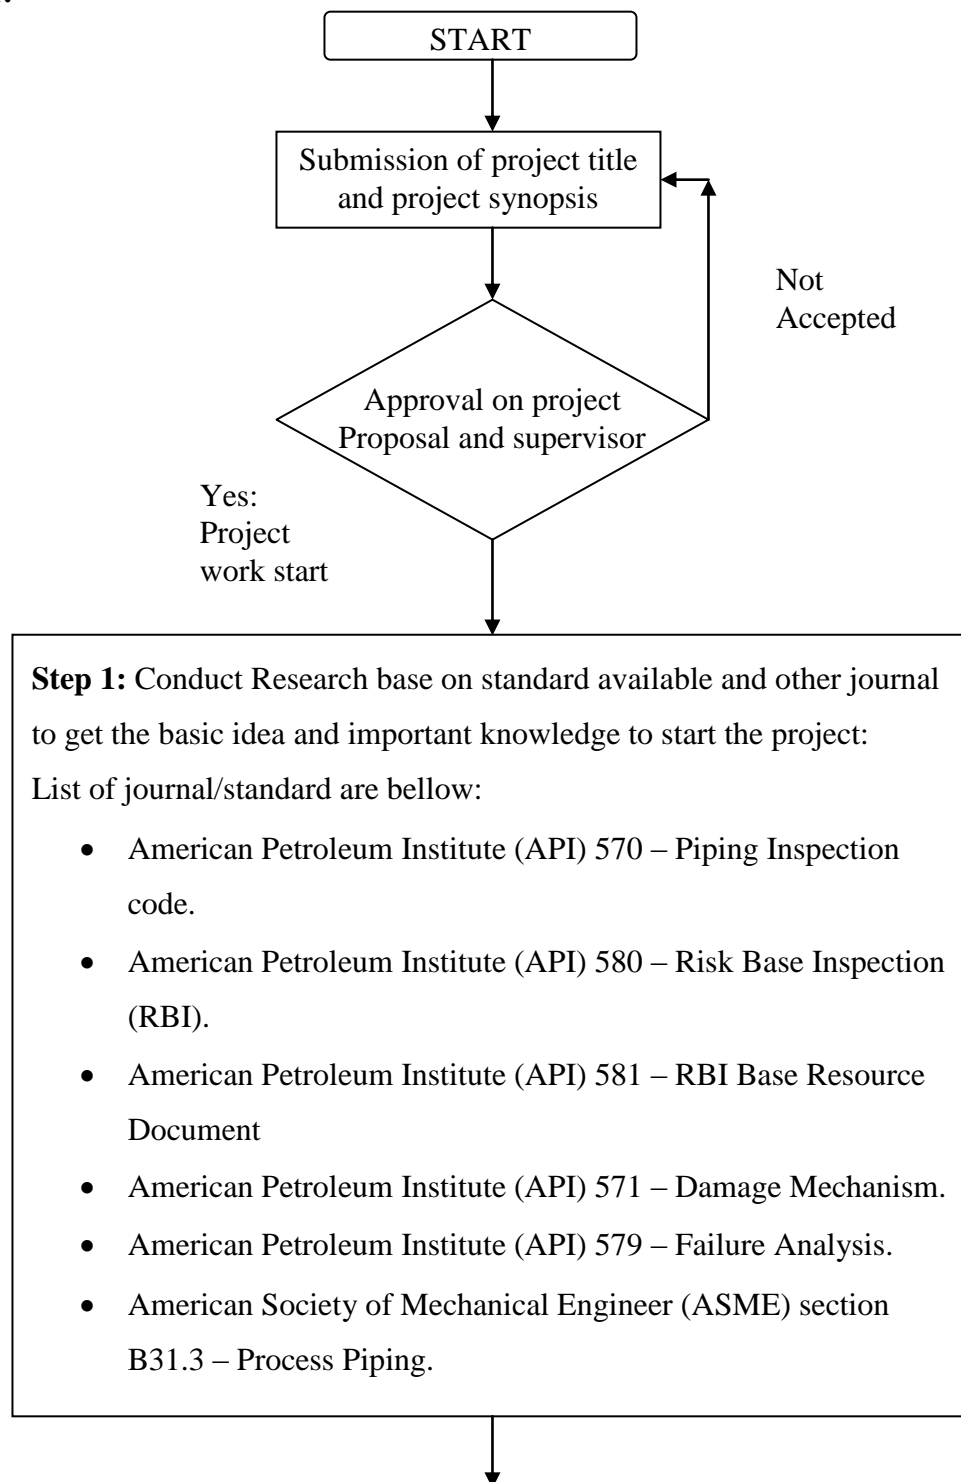 START
Submission of project title
and project synopsis
Not
Accepted
Approval on project
Proposal and supervisor
Yes:
Project
work start
Step 1: Conduct Research base on standard available and other journal
to get the basic idea and important knowledge to start the project:
List of journal/standard are bellow:
• American Petroleum Institute (API) 570 – Piping Inspection
code.
• American Petroleum Institute (API) 580 – Risk Base Inspection
(RBI).
• American Petroleum Institute (API) 581 – RBI Base Resource
Document
• American Petroleum Institute (API) 571 – Damage Mechanism.
• American Petroleum Institute (API) 579 – Failure Analysis.
• American Society of Mechanical Engineer (ASME) section
B31.3 – Process Piping.